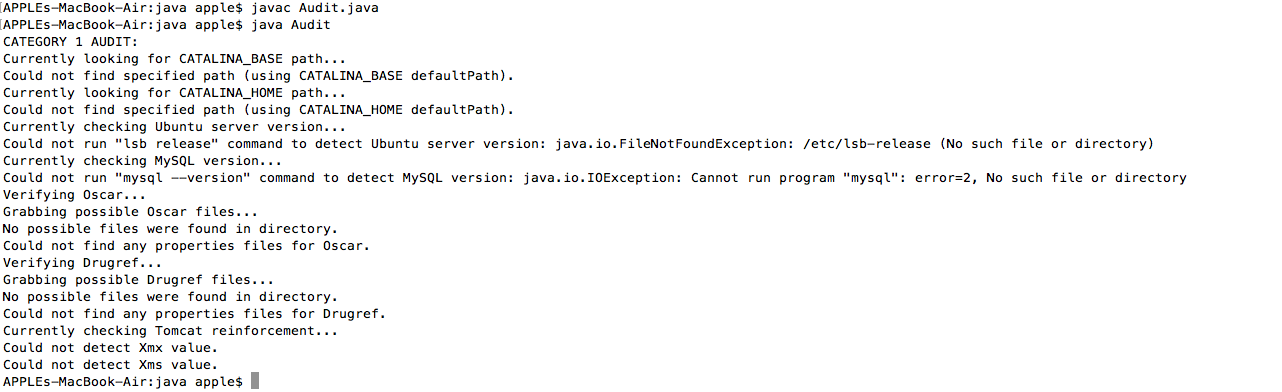 [APPLEs-MacBook-Air:java apple$ javac Audit.java
[APPLEs-MacBook-Air:java apple$ java Audit
CATEGORY 1 AUDIT:
Currently looking for CATALINA_BASE path...
Could not find specified path (using CATALINA_BASE defaultPath).
Currently looking for CATALINA_HOME path...
Could not find specified path (using CATALINA_HOME defaultPath).
Currently checking Ubuntu server version...
Could not run "lsb release" command to detect Ubuntu server version: java.io.FileNotFoundException: /etc/lsb-release (No such file or directory)
Currently checking MySQL version...
Could not run "mysql --version" command to detect MySQL version: java.io.IOException: Cannot run program "mysql": error=2, No such file or directory
Verifying Oscar...
Grabbing possible Oscar files...
No possible files were found in directory.
Could not find any properties files for Oscar.
Verifying Drugref...
Grabbing possible Drugref files...
No possible files were found in directory.
Could not find any properties files for Drugref.
Currently checking Tomcat reinforcement...
Could not detect Xmx value.
Could not detect Xms value.
APPLEs-MacBook-Air:java apple$